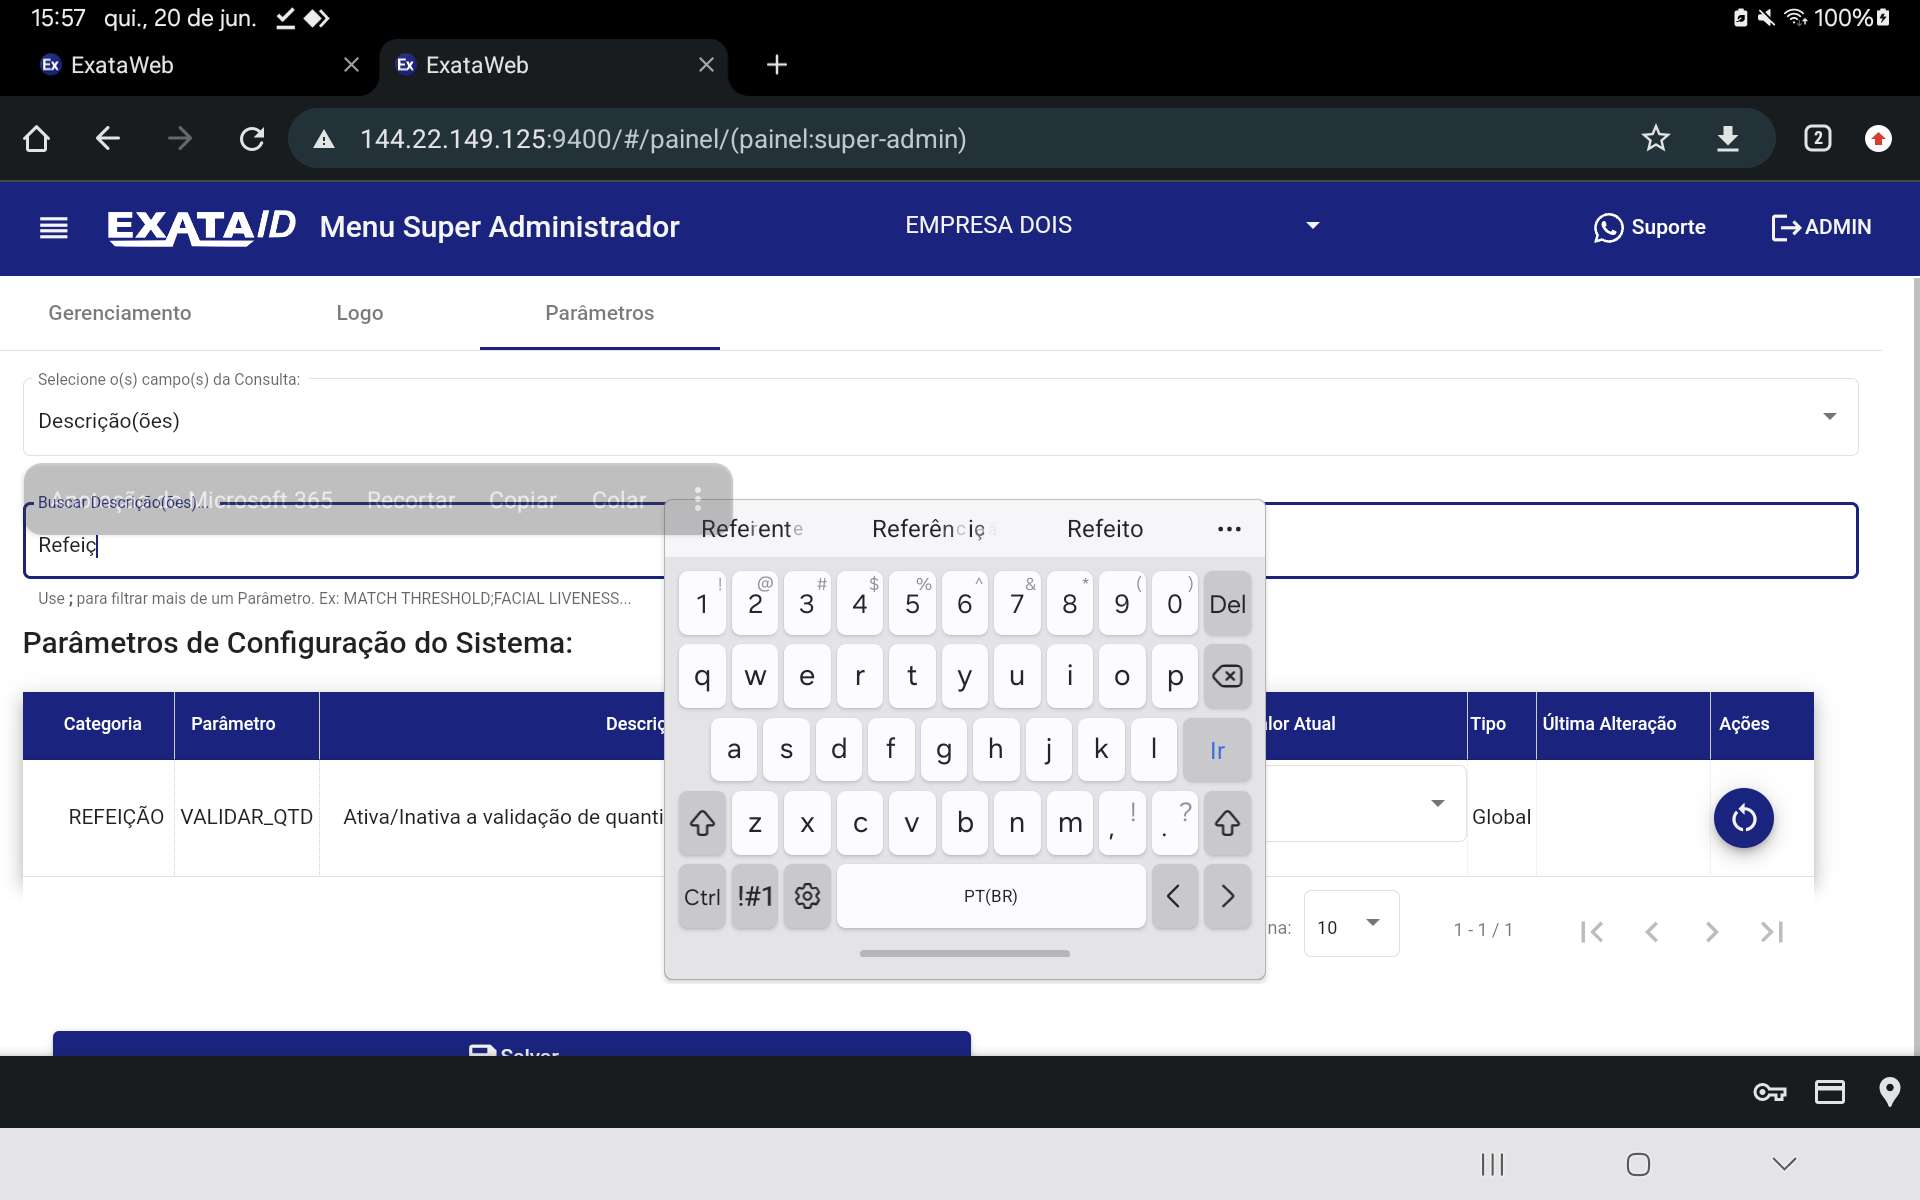 15:57 qui., 20 de jun. 100%
Ex ExataWeb Ex ExataWeb
144.22.149.125:9400/#/painel/(painel:super-admin) 2
EXATA/ID Menu Super Administrador EMPRESA DOIS Suporte ADMIN
Gerenciamento Logo Parâmetros
Selecione o(s) campo(s) da Consulta:
Descrição(ões)
Microsoft 365 Recortar Copiar Colar
Buscar Descrição(ões)...
Refeiç
Use ; para filtrar mais de um Parâmetro. Ex: MATCH THRESHOLD;FACIAL LIVENESS...
Parâmetros de Configuração do Sistema:
Categoria Parâmetro Descriç lor Atual Tipo Última Alteração Ações
REFEIÇÃO VALIDAR_QTD Ativa/Inativa a validação de quanti Global
na: 10 1 - 1 / 1
Salvar
Refeito
! @ # $ % ^ & * ( )
1 2 3 4 5 6 7 8 9 0 Del
q w e r t y u i o p
a s d f g h j k l Ir
z x c v b n m , ! . ?
Ctrl !#1 PT(BR) < >